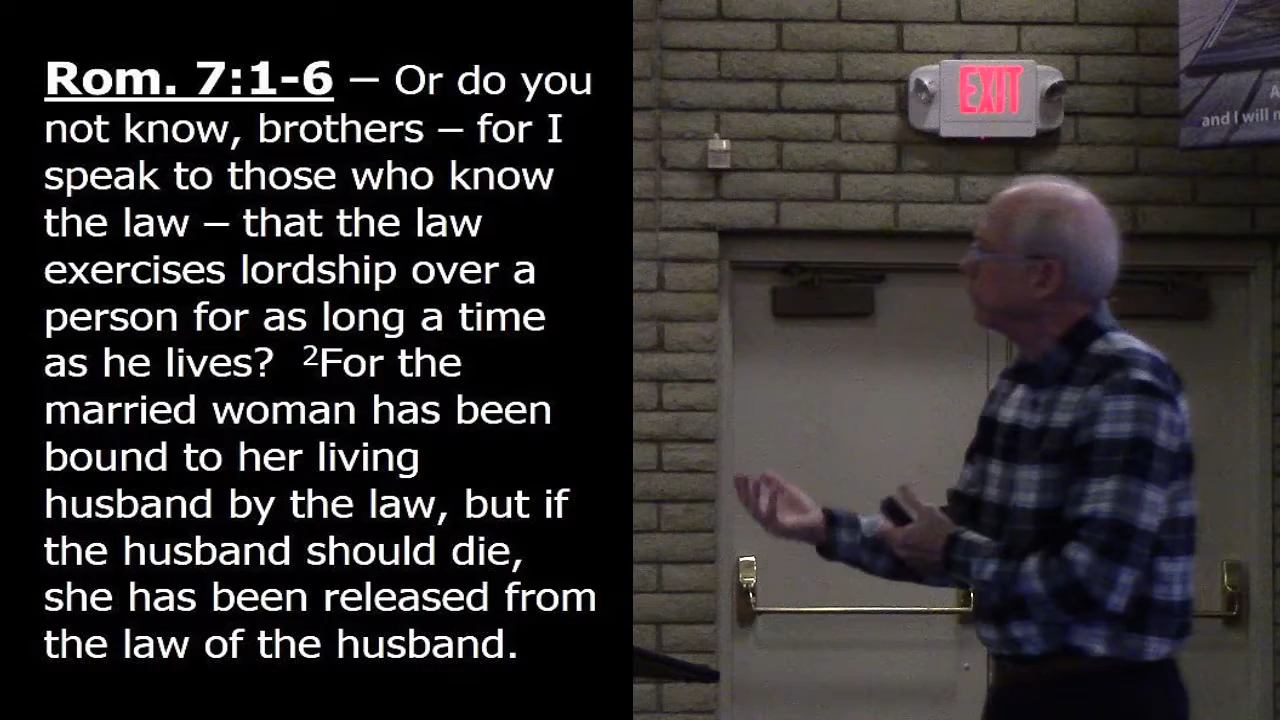 Rom. 7:1-6 – Or do you
not know, brothers – for I
speak to those who know
the law – that the law
exercises lordship over a
person for as long a time
as he lives?  ²For the
married woman has been
bound to her living
husband by the law, but if
the husband should die,
she has been released from
the law of the husband.
EXIT
and I will